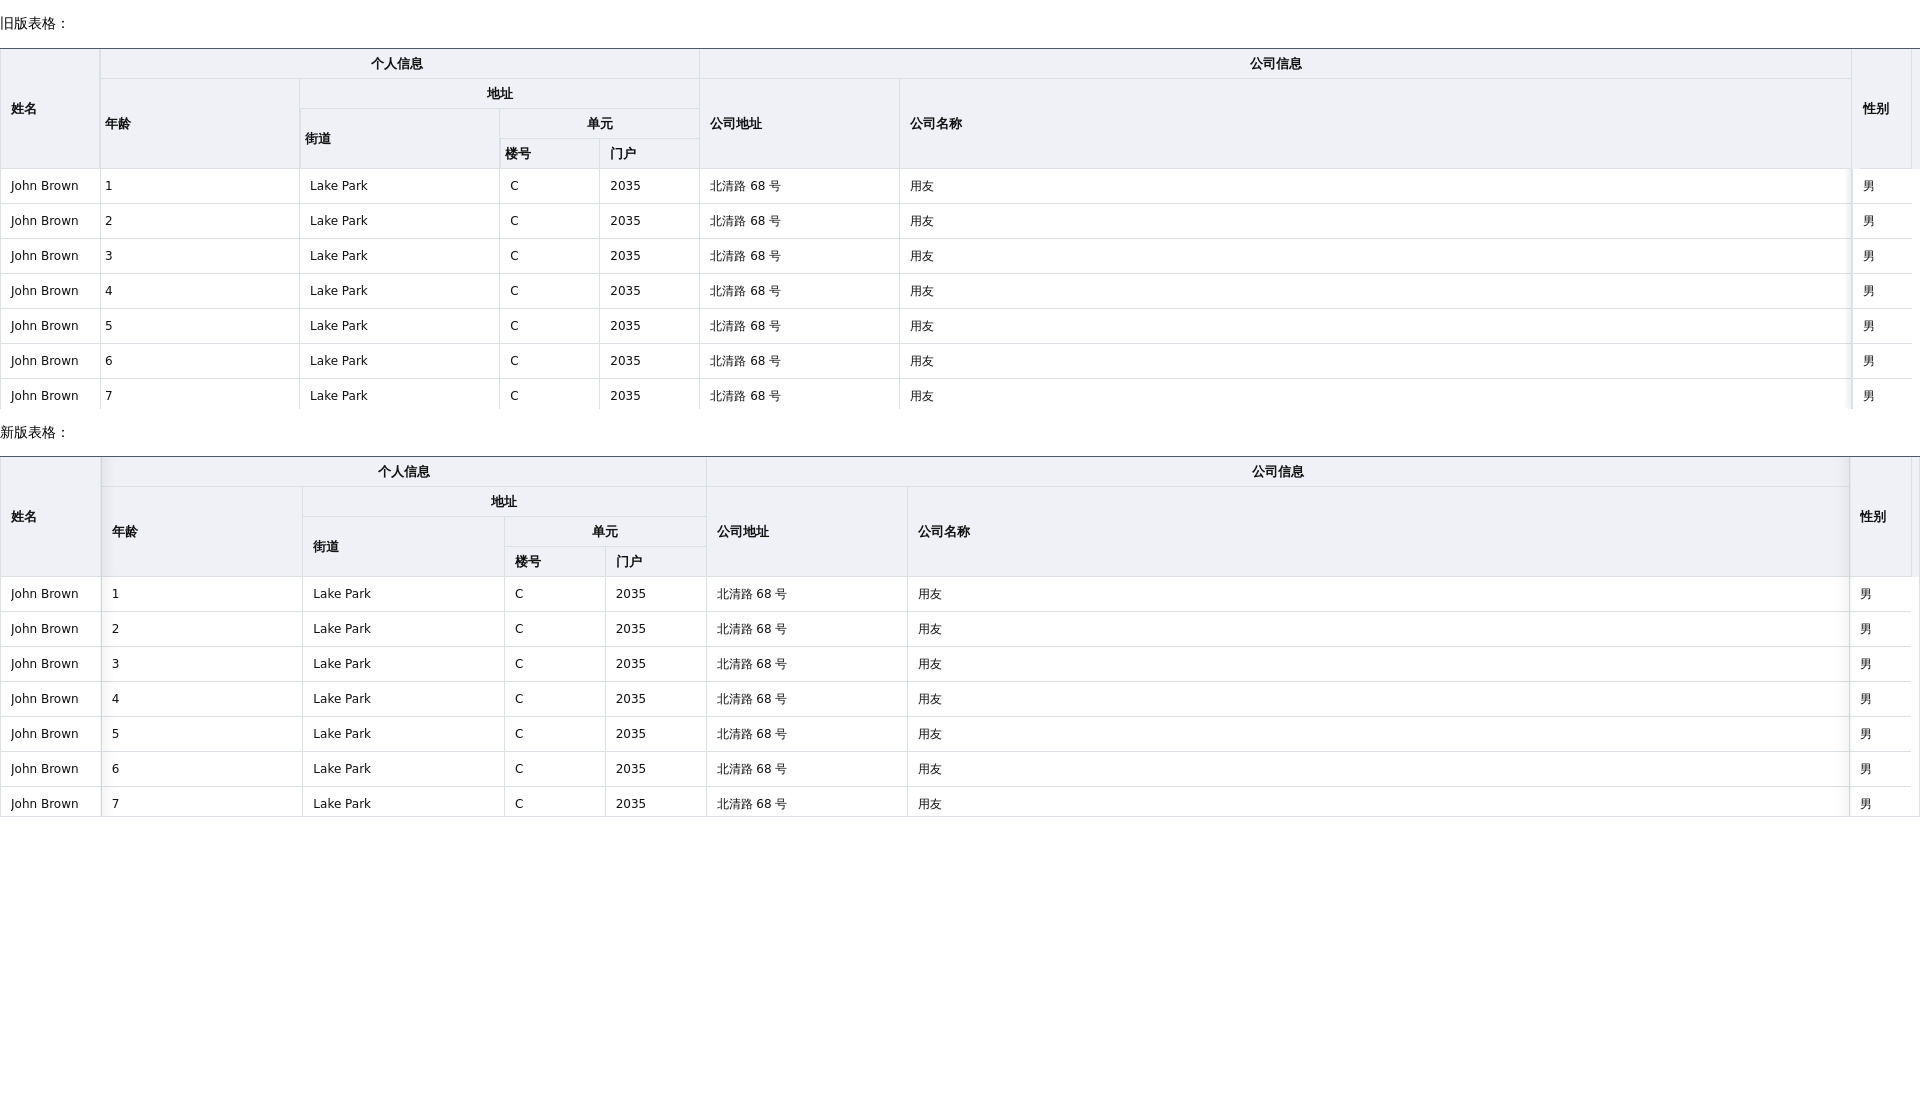 旧版表格：
姓名 个人信息 公司信息 性别
年龄 地址 公司地址 公司名称
街道 单元
楼号 门户
John Brown 1 Lake Park C 2035 北清路 68 号 用友 男
John Brown 2 Lake Park C 2035 北清路 68 号 用友 男
John Brown 3 Lake Park C 2035 北清路 68 号 用友 男
John Brown 4 Lake Park C 2035 北清路 68 号 用友 男
John Brown 5 Lake Park C 2035 北清路 68 号 用友 男
John Brown 6 Lake Park C 2035 北清路 68 号 用友 男
John Brown 7 Lake Park C 2035 北清路 68 号 用友 男
新版表格：
姓名 个人信息 公司信息 性别
年龄 地址 公司地址 公司名称
街道 单元
楼号 门户
John Brown 1 Lake Park C 2035 北清路 68 号 用友 男
John Brown 2 Lake Park C 2035 北清路 68 号 用友 男
John Brown 3 Lake Park C 2035 北清路 68 号 用友 男
John Brown 4 Lake Park C 2035 北清路 68 号 用友 男
John Brown 5 Lake Park C 2035 北清路 68 号 用友 男
John Brown 6 Lake Park C 2035 北清路 68 号 用友 男
John Brown 7 Lake Park C 2035 北清路 68 号 用友 男